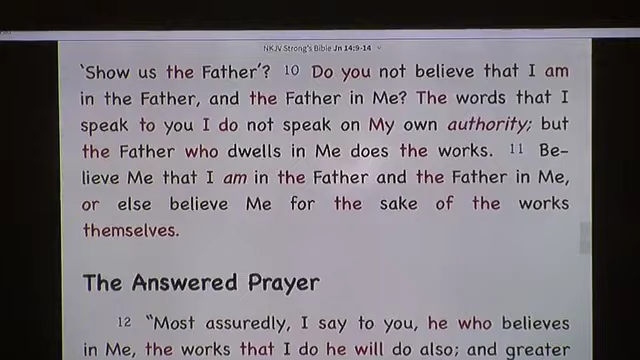 NKJV Strong's Bible Jn 14:9-14
'Show us the Father'? 10 Do you not believe that I am
in the Father, and the Father in Me? The words that I
speak to you I do not speak on My own authority; but
the Father who dwells in Me does the works. 11 Be-
lieve Me that I am in the Father and the Father in Me,
or else believe Me for the sake of the works
themselves.
The Answered Prayer
12 "Most assuredly, I say to you, he who believes
in Me, the works that I do he will do also; and greater